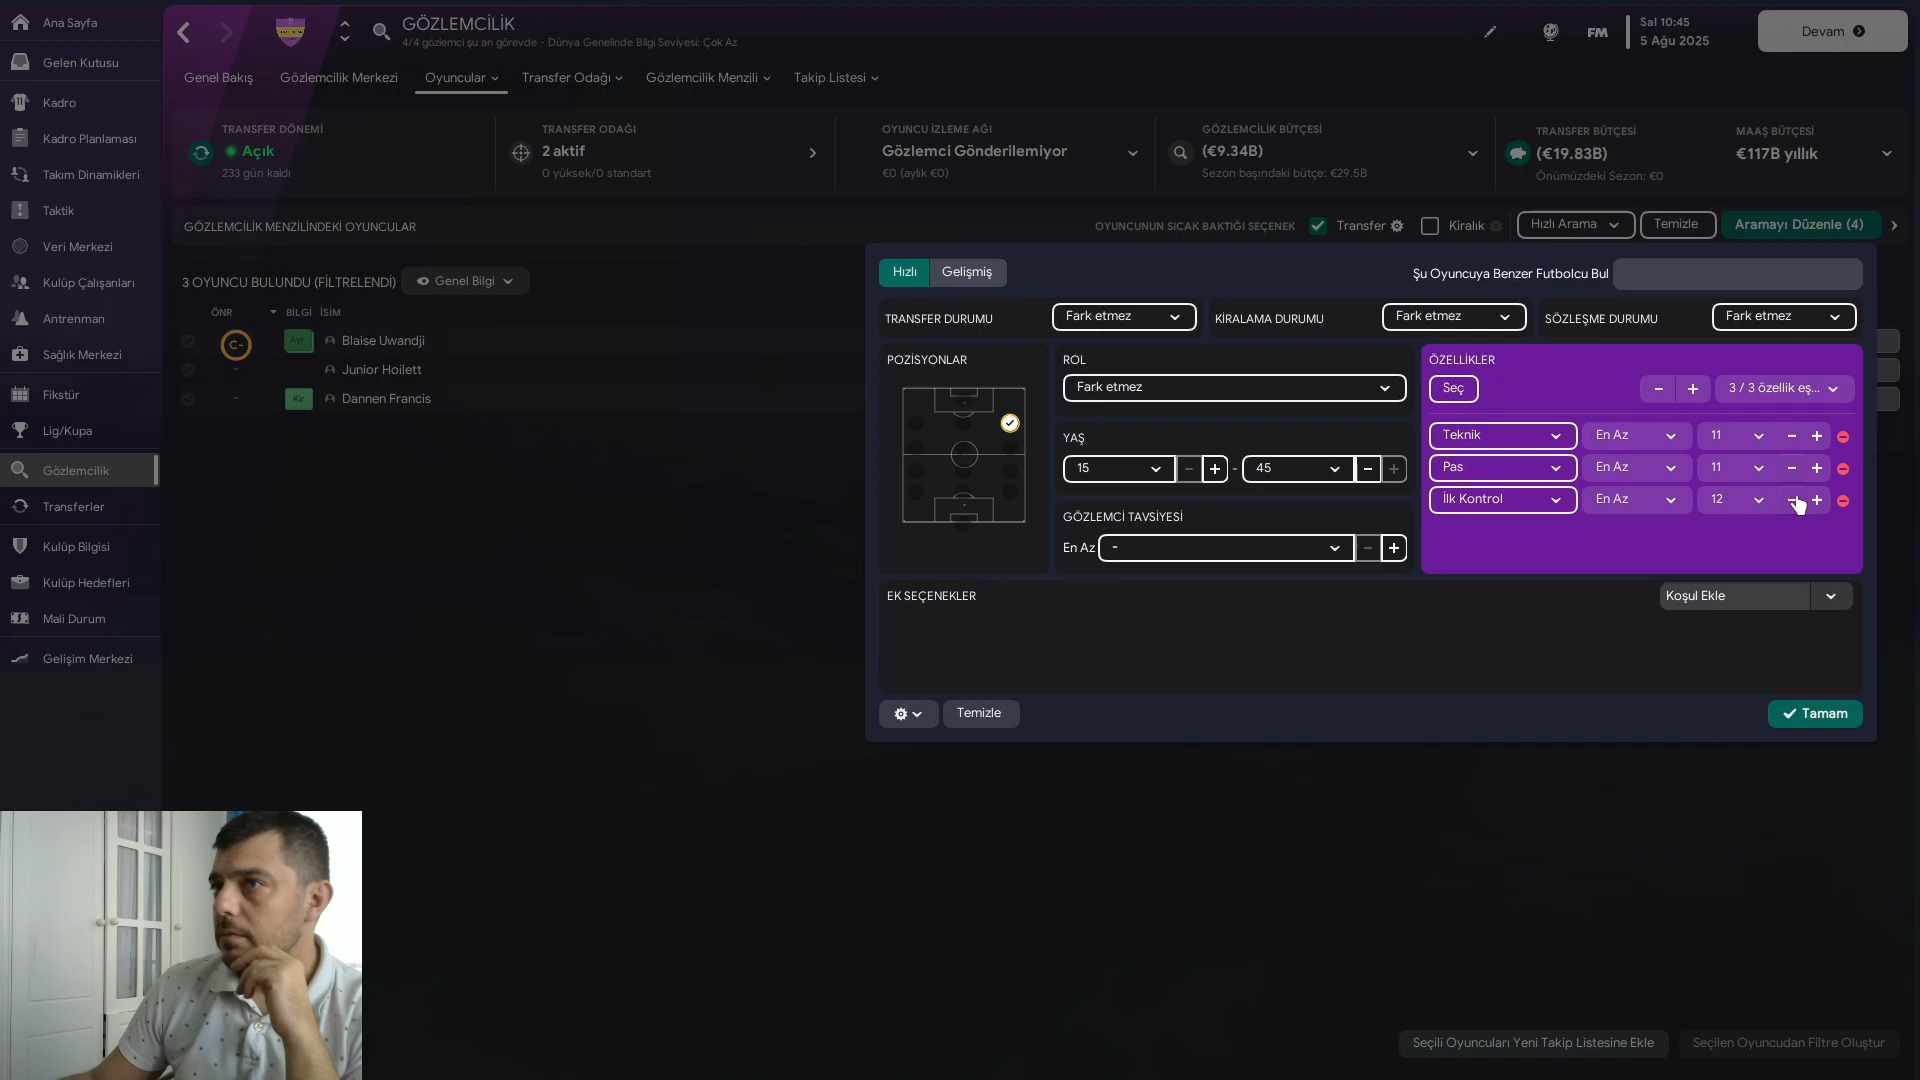 Ana Sayfa
Gelen Kutusu
Kadro
Kadro Planlaması
Takım Dinamikleri
Taktik
Veri Merkezi
Kulüp Çalışanları
Antrenman
Sağlık Merkezi
Fikstür
Lig/Kupa
Gözlemcilik
Transferler
Kulüp Bilgisi
Kulüp Hedefleri
Mali Durum
Gelişim Merkezi
GÖZLEMCİLİK
4/4 gözlemci şu an görevde - Dünya Genelinde Bilgi Seviyesi: Çok Az
FM
Sal 10:45
5 Ağu 2025
Devam
Genel Bakış
Gözlemcilik Merkezi
Oyuncular
Transfer Odağı
Gözlemcilik Menzili
Takip Listesi
TRANSFER DÖNEMİ
Açık
233 gün kaldı
TRANSFER ODAĞI
2 aktif
0 yüksek/0 standart
OYUNCU İZLEME AĞI
Gözlemci Gönderilemiyor
€0 (aylık €0)
GÖZLEMCİLİK BÜTÇESİ
(€9.34B)
Sezon başındaki bütçe: €29.5B
TRANSFER BÜTÇESİ
(€19.83B)
Önümüzdeki Sezon: €0
MAAŞ BÜTÇESİ
€117B yıllık
GÖZLEMCİLİK MENZİLİNDEKİ OYUNCULAR
OYUNCUNUN SICAK BAKTIĞI SEÇENEK
Transfer
Kiralık
Hızlı Arama
Temizle
Aramayı Düzenle (4)
3 OYUNCU BULUNDU (FİLTRELENDİ)
Genel Bilgi
ÖNR BİLGİ İSİM
C- Ayr Blaise Uwandji
- Junior Hoilett
- Kir Dannen Francis
Hızlı
Gelişmiş
Şu Oyuncuya Benzer Futbolcu Bul
TRANSFER DURUMU Fark etmez
KİRALAMA DURUMU Fark etmez
SÖZLEŞME DURUMU Fark etmez
POZİSYONLAR
ROL
Fark etmez
YAŞ
15 - 45
GÖZLEMCİ TAVSİYESİ
En Az -
ÖZELLİKLER
Seç
3 / 3 özellik eş...
Teknik En Az 11
Pas En Az 11
İlk Kontrol En Az 12
EK SEÇENEKLER
Koşul Ekle
Temizle
Tamam
Seçili Oyuncuları Yeni Takip Listesine Ekle
Seçilen Oyuncudan Filtre Oluştur